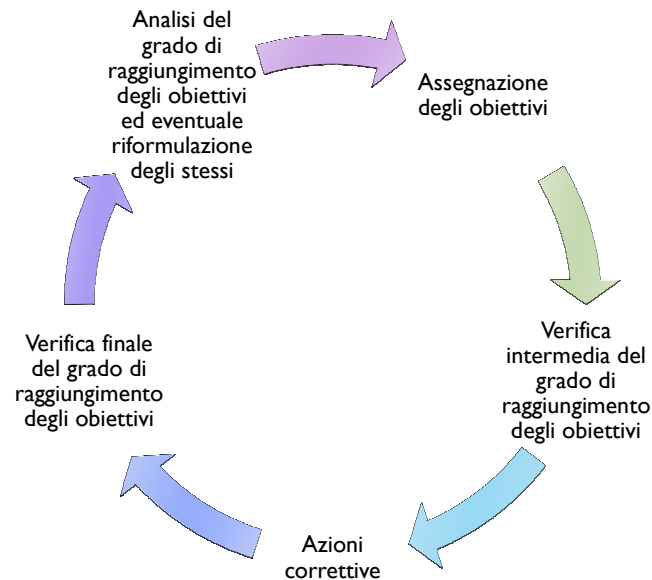 Analisi del
grado di
raggiungimento
degli obiettivi
ed eventuale
riformulazione
degli stessi
Assegnazione
degli obiettivi
Verifica
intermedia del
grado di
raggiungimento
degli obiettivi
Azioni
correttive
Verifica finale
del grado di
raggiungimento
degli obiettivi